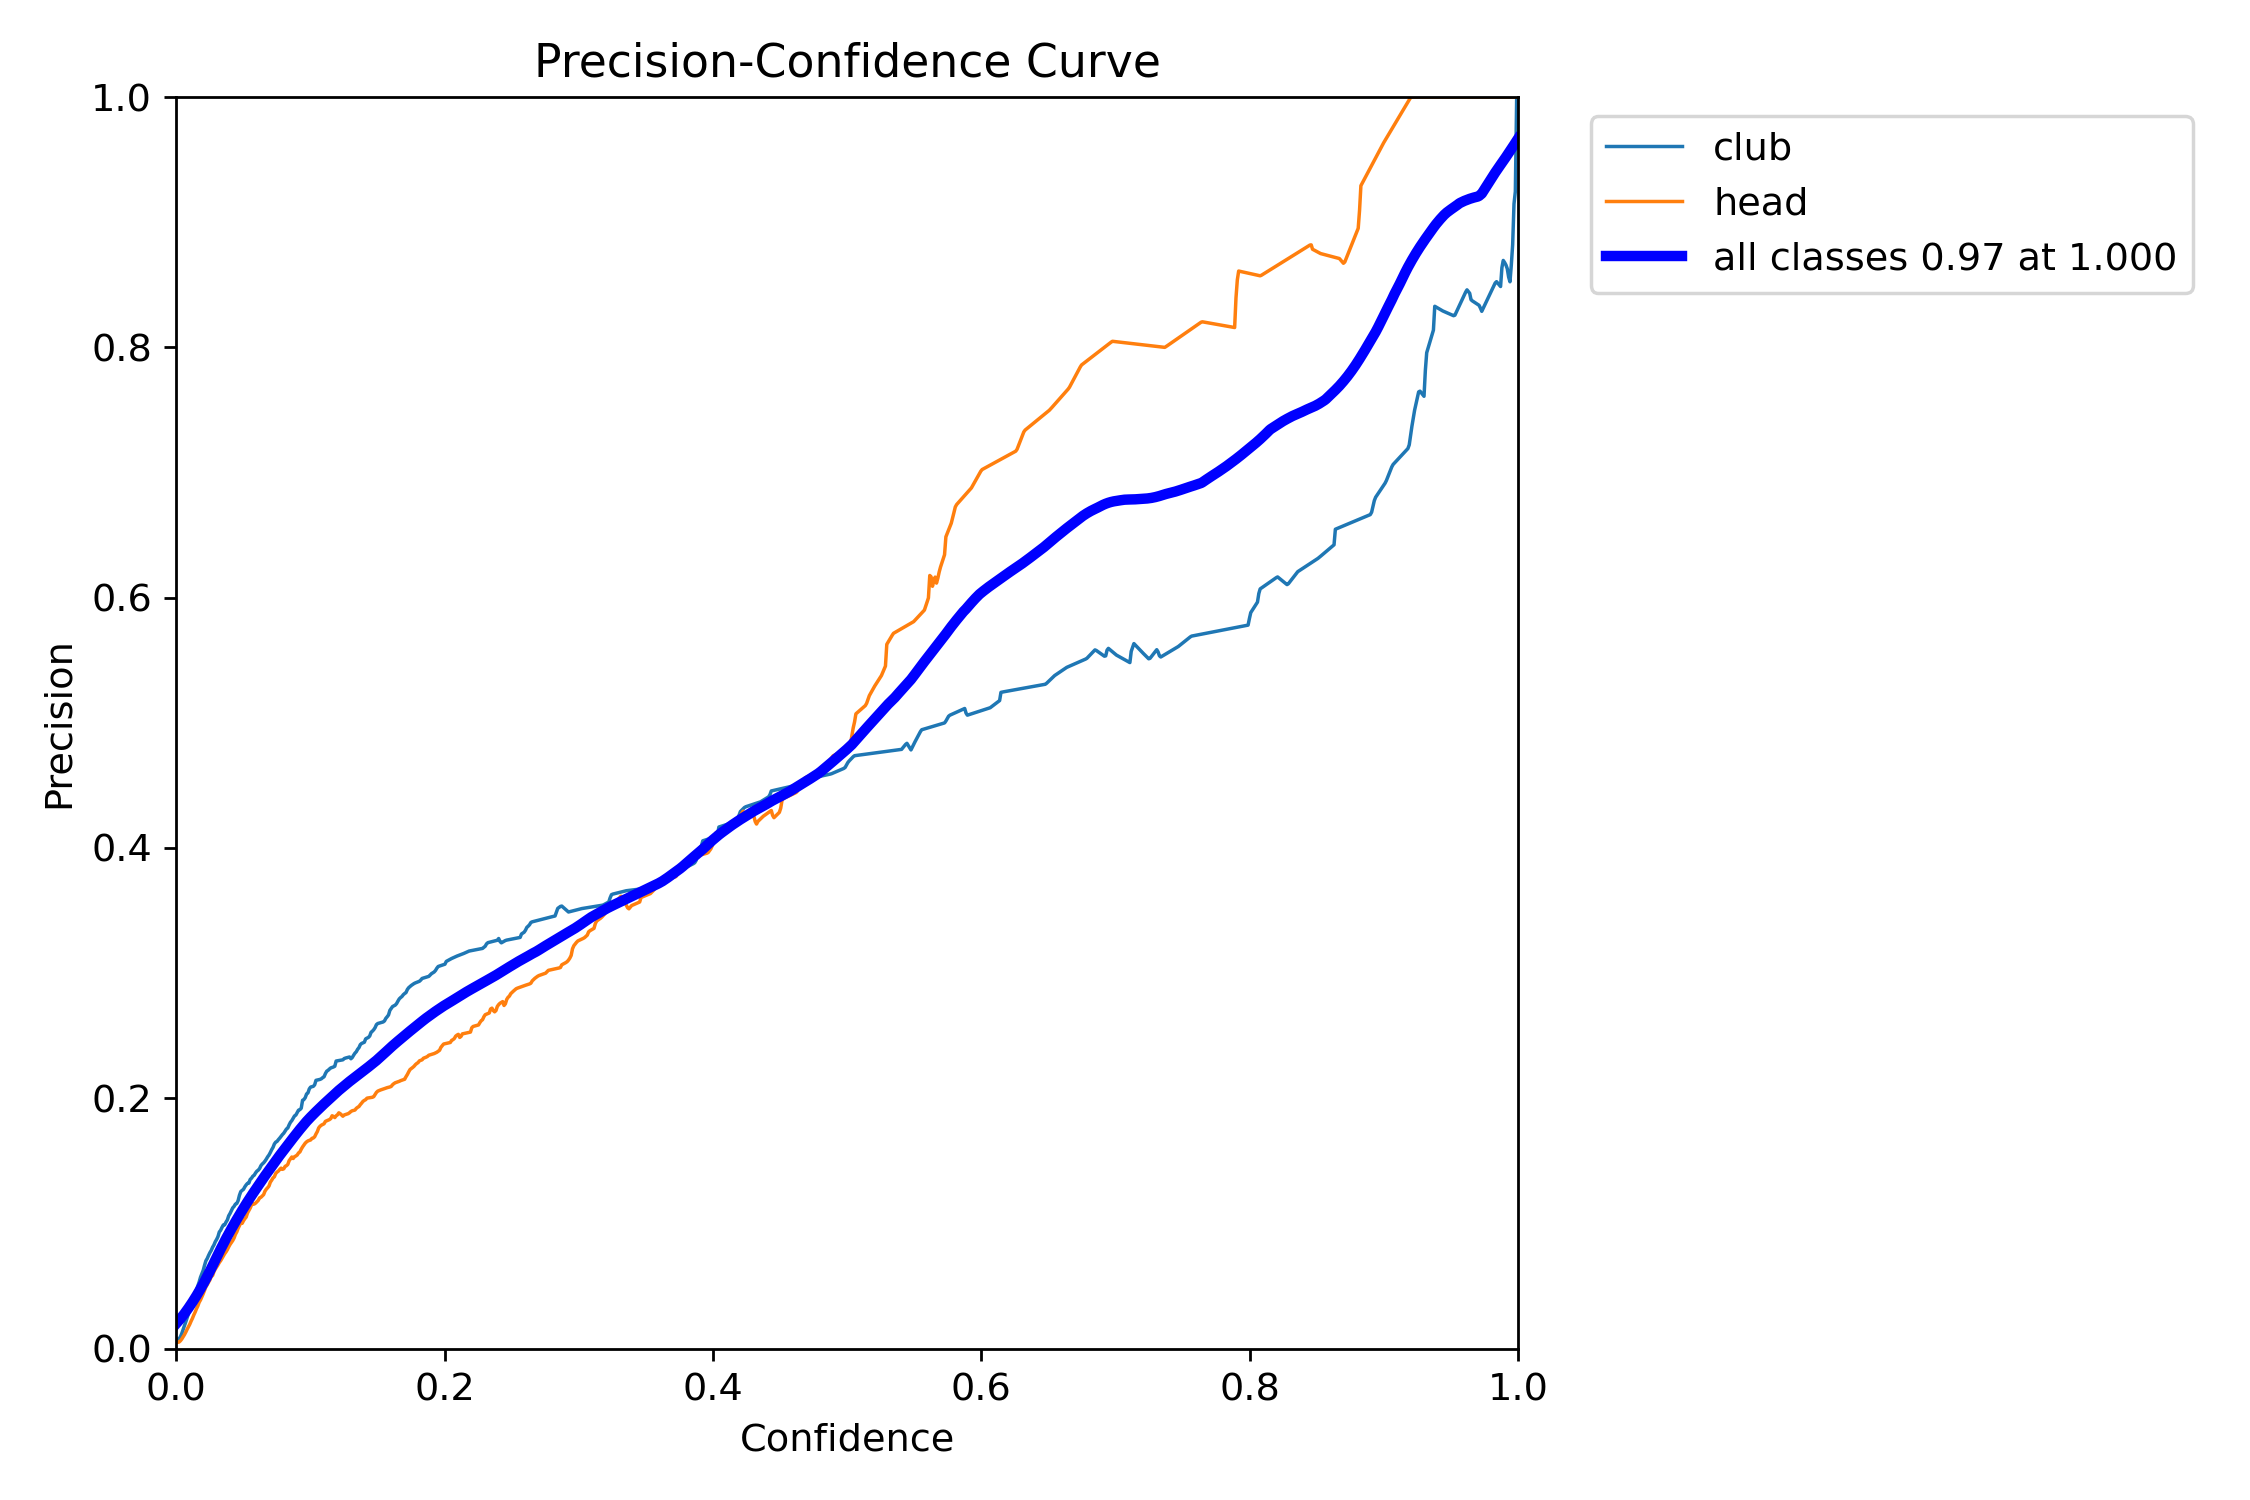 Precision-Confidence Curve
1.0
0.8
0.6
0.4
0.2
0.0
Precision
0.0 0.2 0.4 0.6 0.8 1.0
Confidence
club
head
all classes 0.97 at 1.000